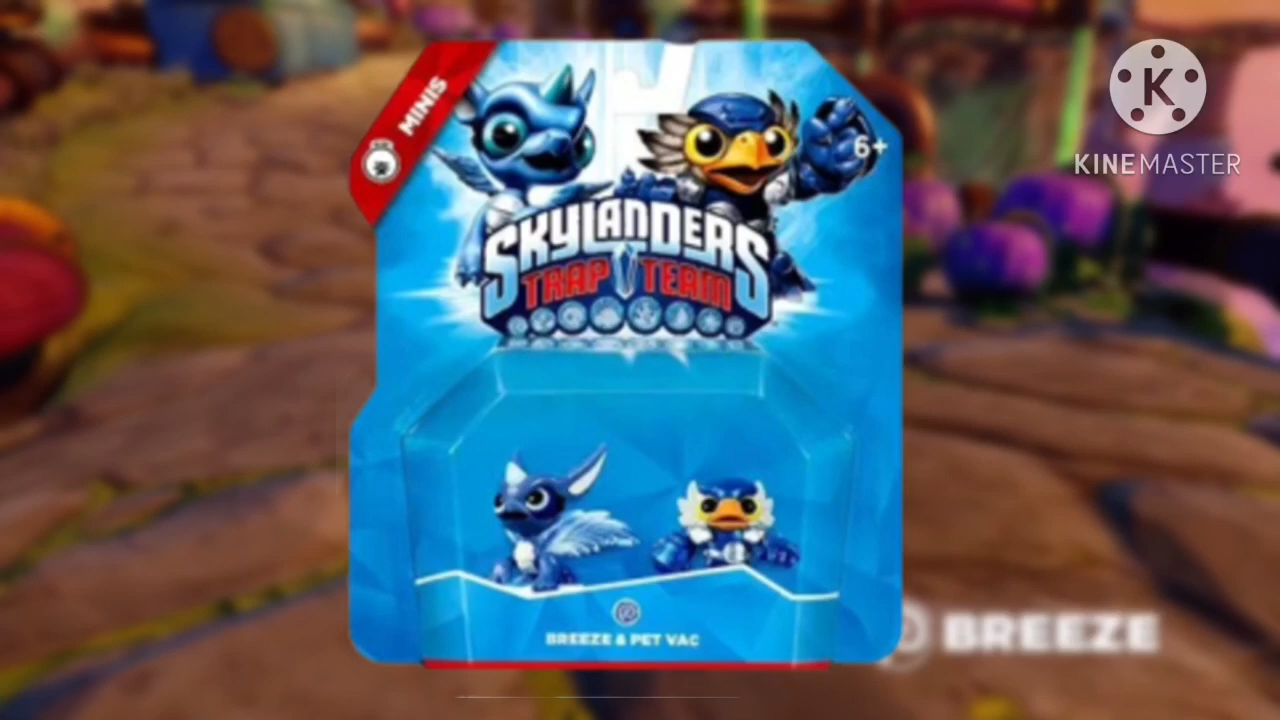 MINIS
6+
K
KINEMASTER
SKYLANDERS
TRAP TEAM
BREEZE & PET VAC
BREEZE